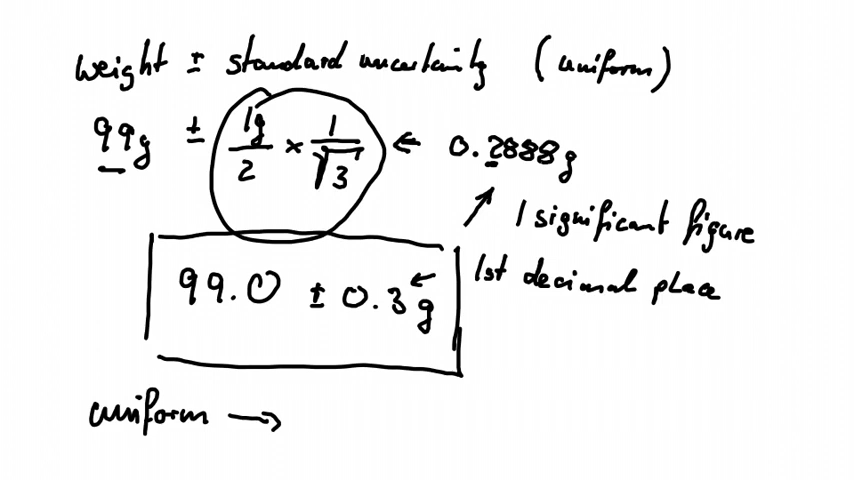 weight ± standard uncertainty (uniform)
99g ± 1g/2 × 1/√3 ← 0.2888g
1 significant figure
1st decimal place
99.0 ± 0.3g ←
uniform →